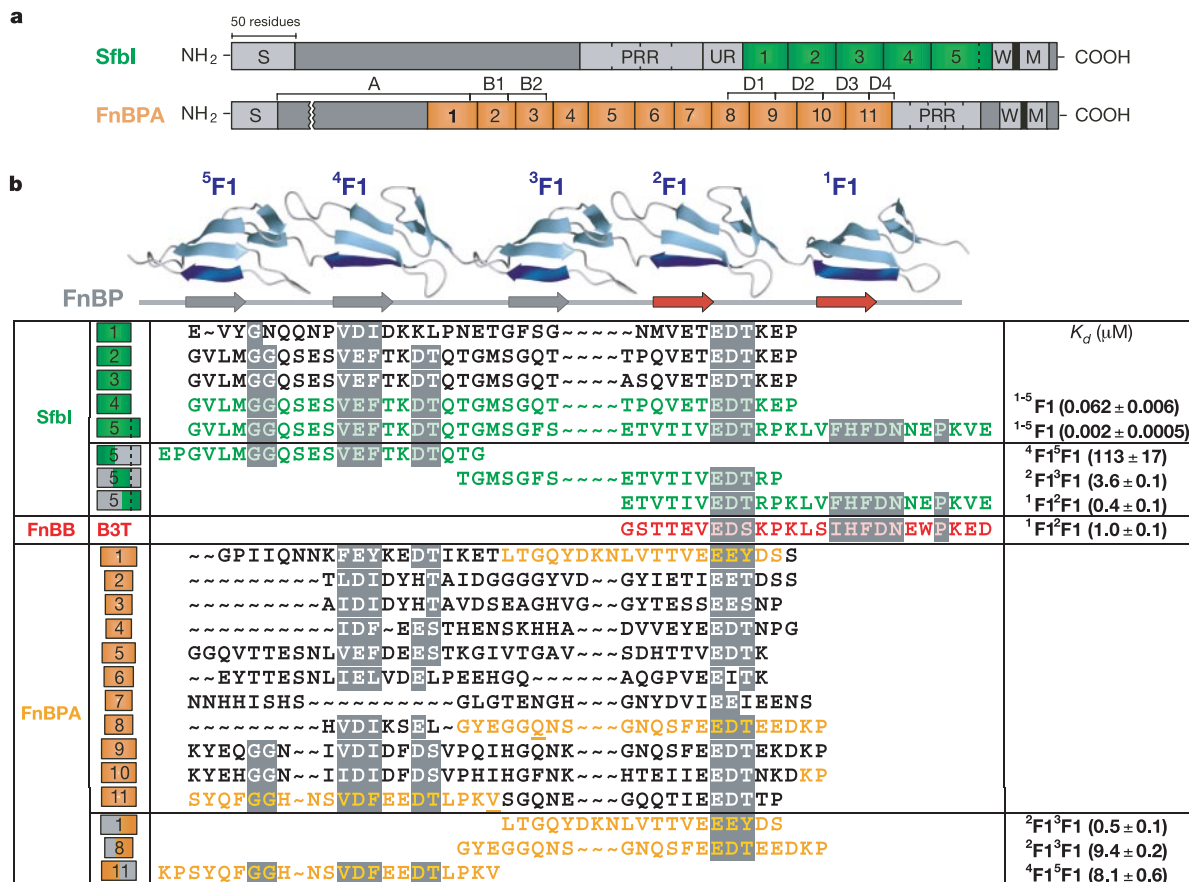 a
50 residues
SfbI NH2 S PRR UR 1 2 3 4 5 W M COOH
A B1 B2 D1 D2 D3 D4
FnBPA NH2 S 1 2 3 4 5 6 7 8 9 10 11 PRR W M COOH
b
⁵F1 ⁴F1 ³F1 ²F1 ¹F1
FnBP
Kd (μM)
SfbI
1 E~VYGNQQNPVDIDKKLPNETGFSG~~~~~NMVETEDTKEP
2 GVLMGGQSESVEFTKDTQTGMSGQT~~~~TPQVETEDTKEP
3 GVLMGGQSESVEFTKDTQTGMSGQT~~~~ASQVETEDTKEP
4 GVLMGGQSESVEFTKDTQTGMSGQT~~~~TPQVETEDTKEP ¹⁻⁵F1 (0.062 ± 0.006)
5 GVLMGGQSESVEFTKDTQTGMSGFS~~~~ETVTIVEDTRPKLVFHFDNNEPKVE ¹⁻⁵F1 (0.002 ± 0.0005)
5 EPGVLMGGQSESVEFTKDTQTG ⁴F1⁵F1 (113 ± 17)
5 TGMSGFS~~~~ETVTIVEDTRP ²F1³F1 (3.6 ± 0.1)
5 ETVTIVEDTRPKLVFHFDNNEPKVE ¹F1²F1 (0.4 ± 0.1)
FnBB B3T GSTTEVEDSKPKLSIHFDNEWPKED ¹F1²F1 (1.0 ± 0.1)
FnBPA
1 ~~GPIIQNNKFEYKEDTIKETLTGQYDKNLVTTVEEEYDSS
2 ~~~~~~~~~TLDIDYHTAIDGGGGYVD~~GYIETIEETDSS
3 ~~~~~~~~~AIDIDYHTAVDSEAGHVG~~GYTESSEESNP
4 ~~~~~~~~~~IDF~EESTHENSKHHA~~~DVVEYEEDTNPG
5 GGQVTTESNLVEFDEESTKGIVTGAV~~~SDHTTVEDTK
6 ~~EYTTESNLIELVDELPEEHGQ~~~~~~AQGPVEEITK
7 NNHHISHS~~~~~~~~~~GLGTENGH~~~GNYDVIEEIEENS
8 ~~~~~~~~~HVDIKSEL~GYEGGQNS~~~GNQSFEEDTEEDKP
9 KYEQGGN~~IVDIDFDSVPQIHGQNK~~~GNQSFEEDTEKDKP
10 KYEHGGN~~IIDIDFDSVPHIHGFNK~~~HTEIIEEDTNKDKP
11 SYQFGGH~NSVDFEEDTLPKVSGQNE~~~GQQTIEEDTTP
1 LTGQYDKNLVTTVEEEYDS ²F1³F1 (0.5 ± 0.1)
8 GYEGGQNS~~~GNQSFEEDTEEDKP ²F1³F1 (9.4 ± 0.2)
11 KPSYQFGGH~NSVDFEEDTLPKV ⁴F1⁵F1 (8.1 ± 0.6)